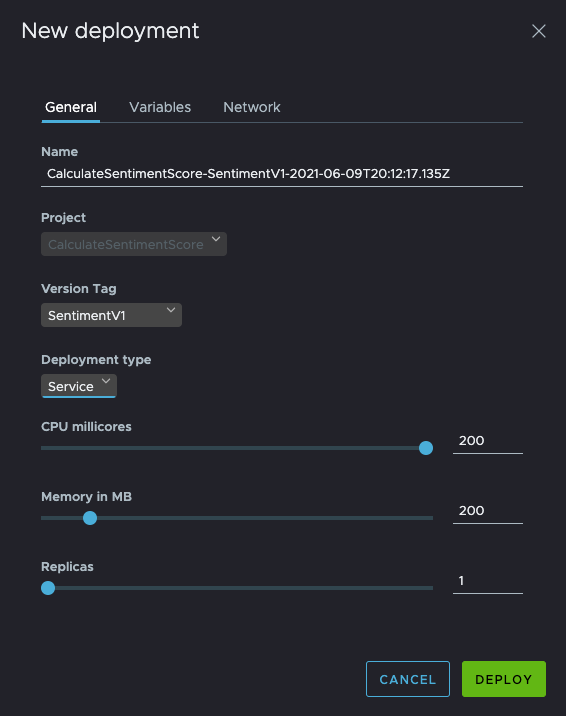 New deployment
General Variables Network
Name
CalculateSentimentScore-SentimentV1-2021-06-09T20:12:17.135Z
Project
CalculateSentimentScore
Version Tag
SentimentV1
Deployment type
Service
CPU millicores
200
Memory in MB
200
Replicas
1
CANCEL DEPLOY